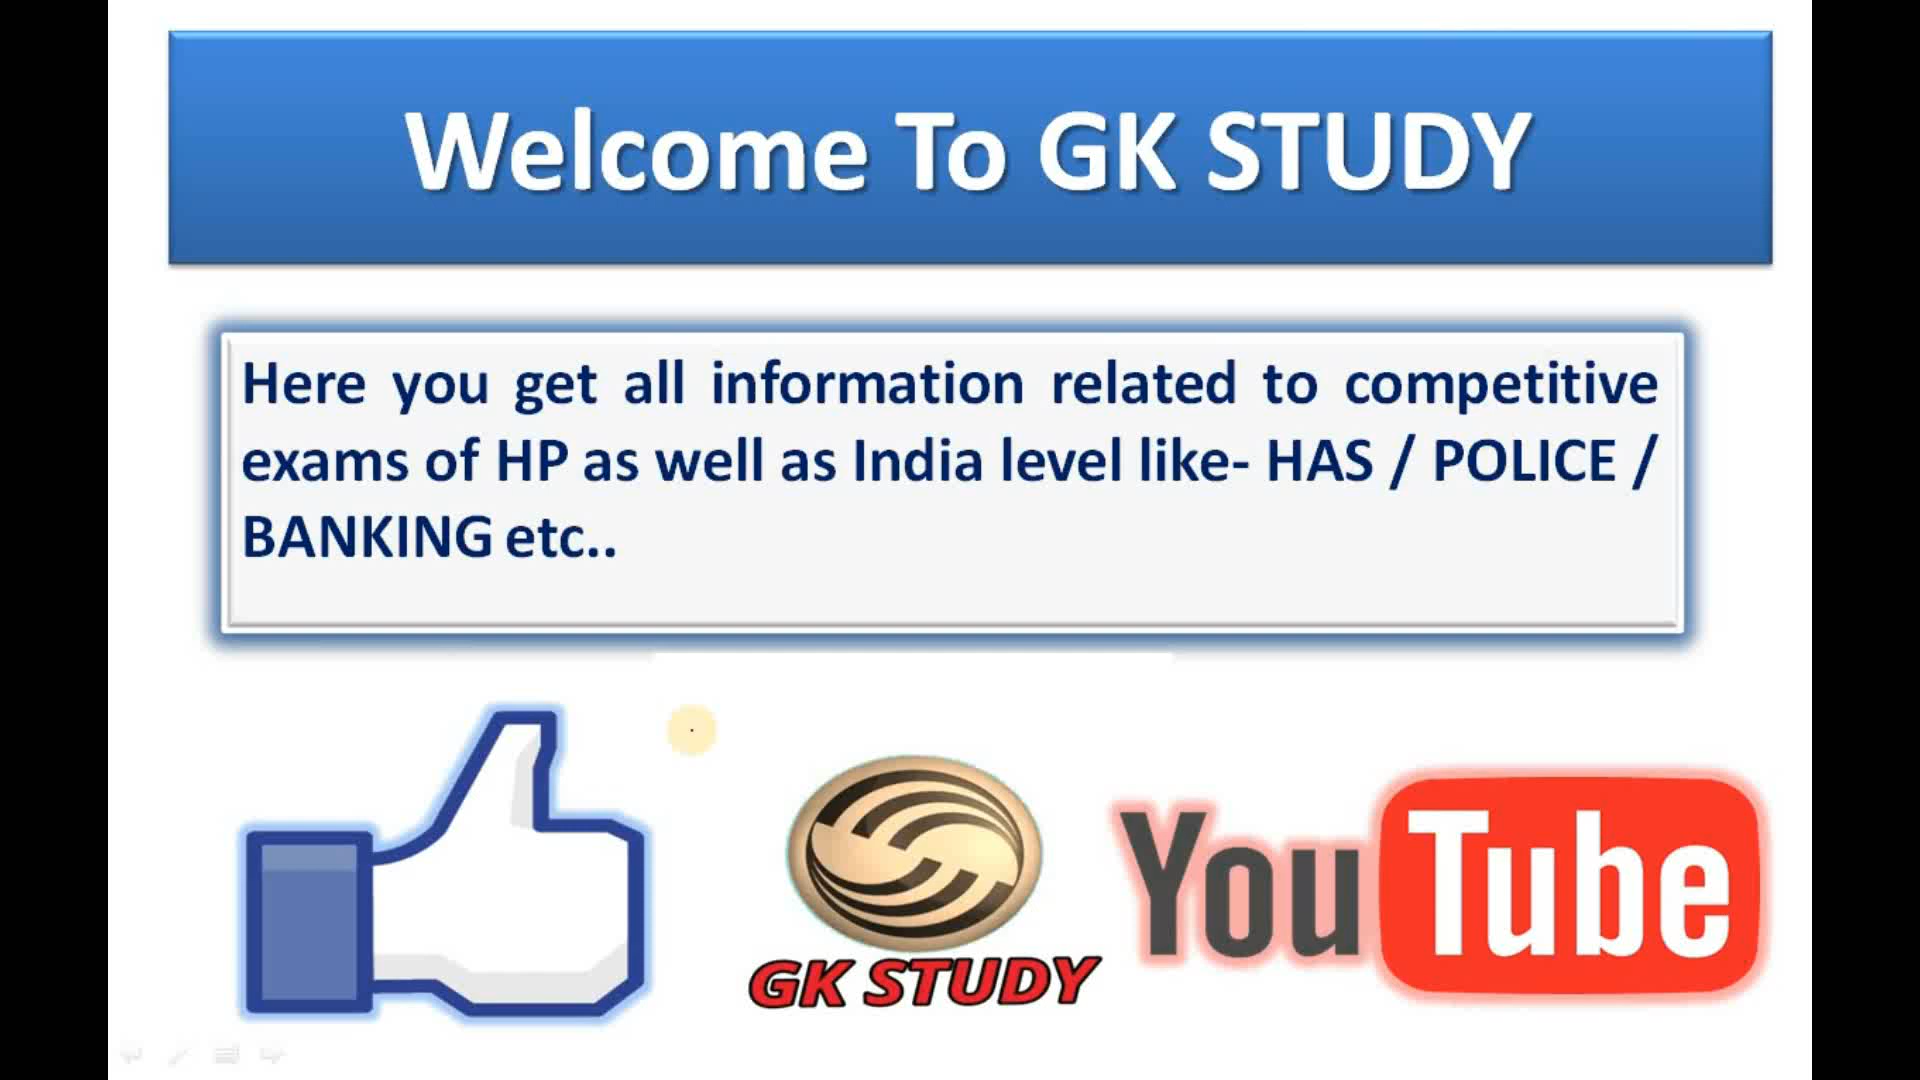 Welcome To GK STUDY
Here you get all information related to competitive
exams of HP as well as India level like- HAS / POLICE /
BANKING etc..
GK STUDY
YouTube